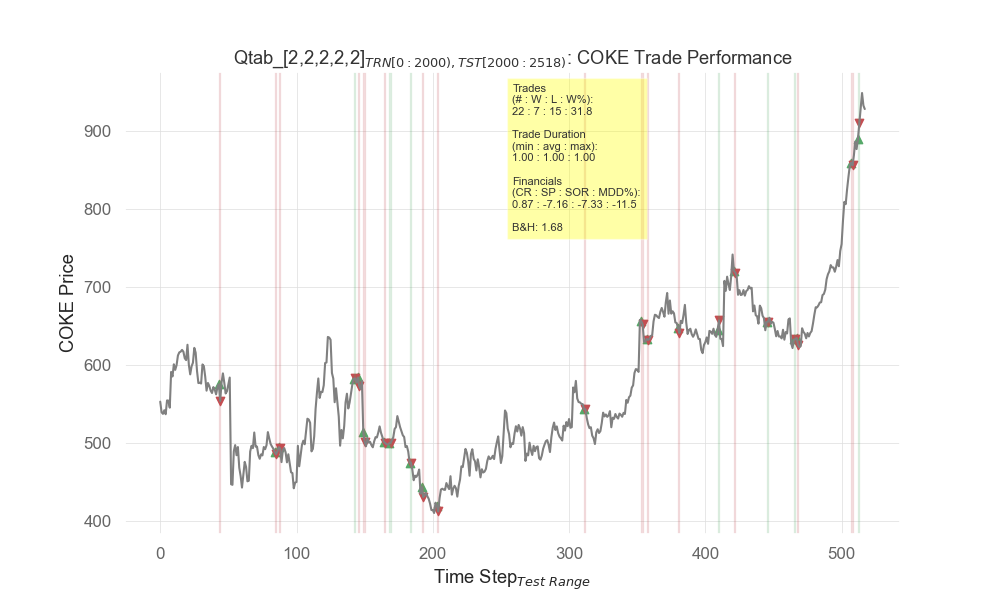 Qtab_[2,2,2,2,2]TRN[0 : 2000), TST[2000 : 2518): COKE Trade Performance
Trades
(# : W : L : W%):
22 : 7 : 15 : 31.8
Trade Duration
(min : avg : max):
1.00 : 1.00 : 1.00
Financials
(CR : SP : SOR : MDD%):
0.87 : -7.16 : -7.33 : -11.5
B&H: 1.68
COKE Price
900
800
700
600
500
400
0 100 200 300 400 500
Time StepTest Range